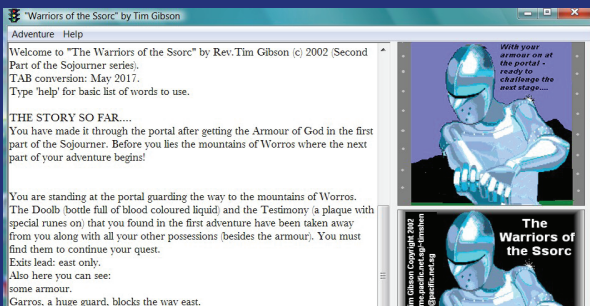 "Warriors of the Ssorc" by Tim Gibson
Adventure Help
Welcome to "The Warriors of the Ssorc" by Rev.Tim Gibson (c) 2002 (Second
Part of the Sojourner series).
TAB conversion: May 2017.
Type 'help' for basic list of words to use.
THE STORY SO FAR....
You have made it through the portal after getting the Armour of God in the first
part of the Sojourner. Before you lies the mountains of Worros where the next
part of your adventure begins!
You are standing at the portal guarding the way to the mountains of Worros.
The Doolb (bottle full of blood coloured liquid) and the Testimony (a plaque with
special runes on) that you found in the first adventure have been taken away
from you along with all your other possessions (besides the armour). You must
find them to continue your quest.
Exits lead: east only.
Also here you can see:
some armour.
Garros, a huge guard, blocks the way east.
With your
armour on at
the portal -
ready to
challenge the
next stage....
The
Warriors of
the Ssorc
im Gibson Copyright 2002
pacific.net.sg/~timshen
@pacific.net.sg